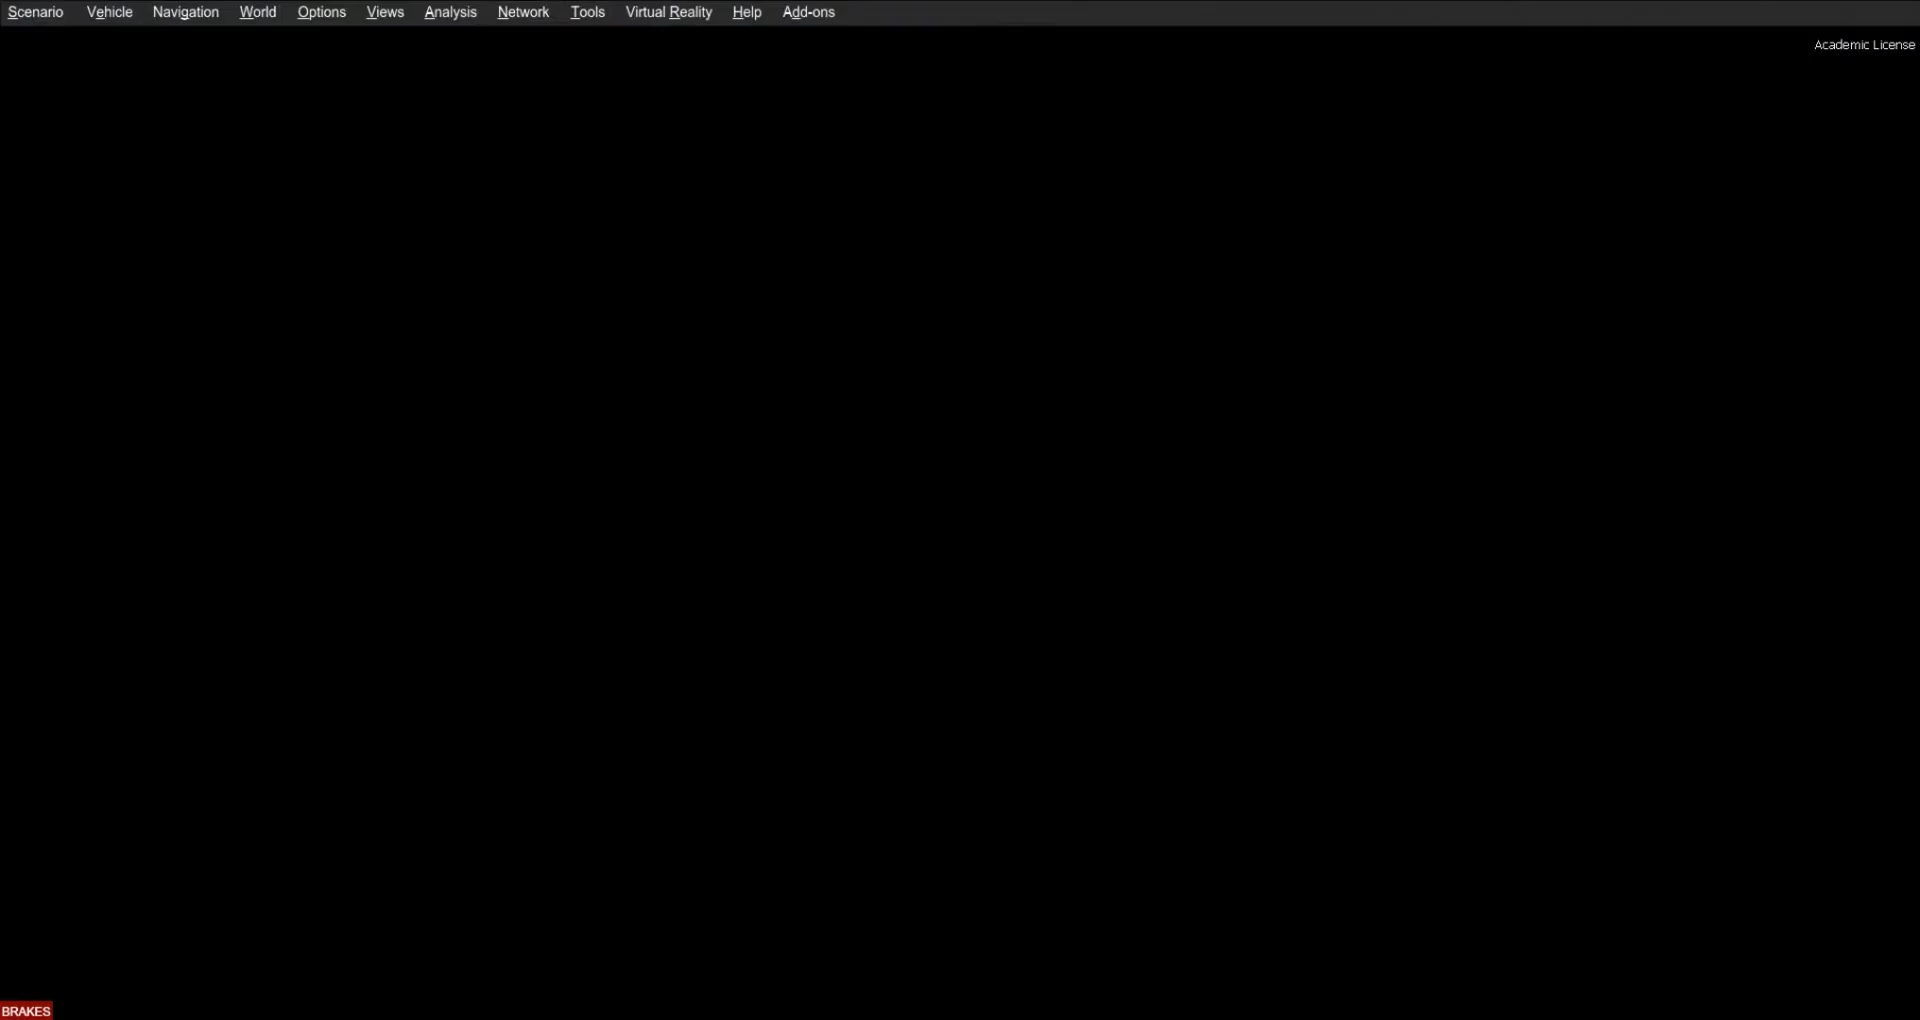 Scenario Vehicle Navigation World Options Views Analysis Network Tools Virtual Reality Help Add-ons
Academic License
BRAKES